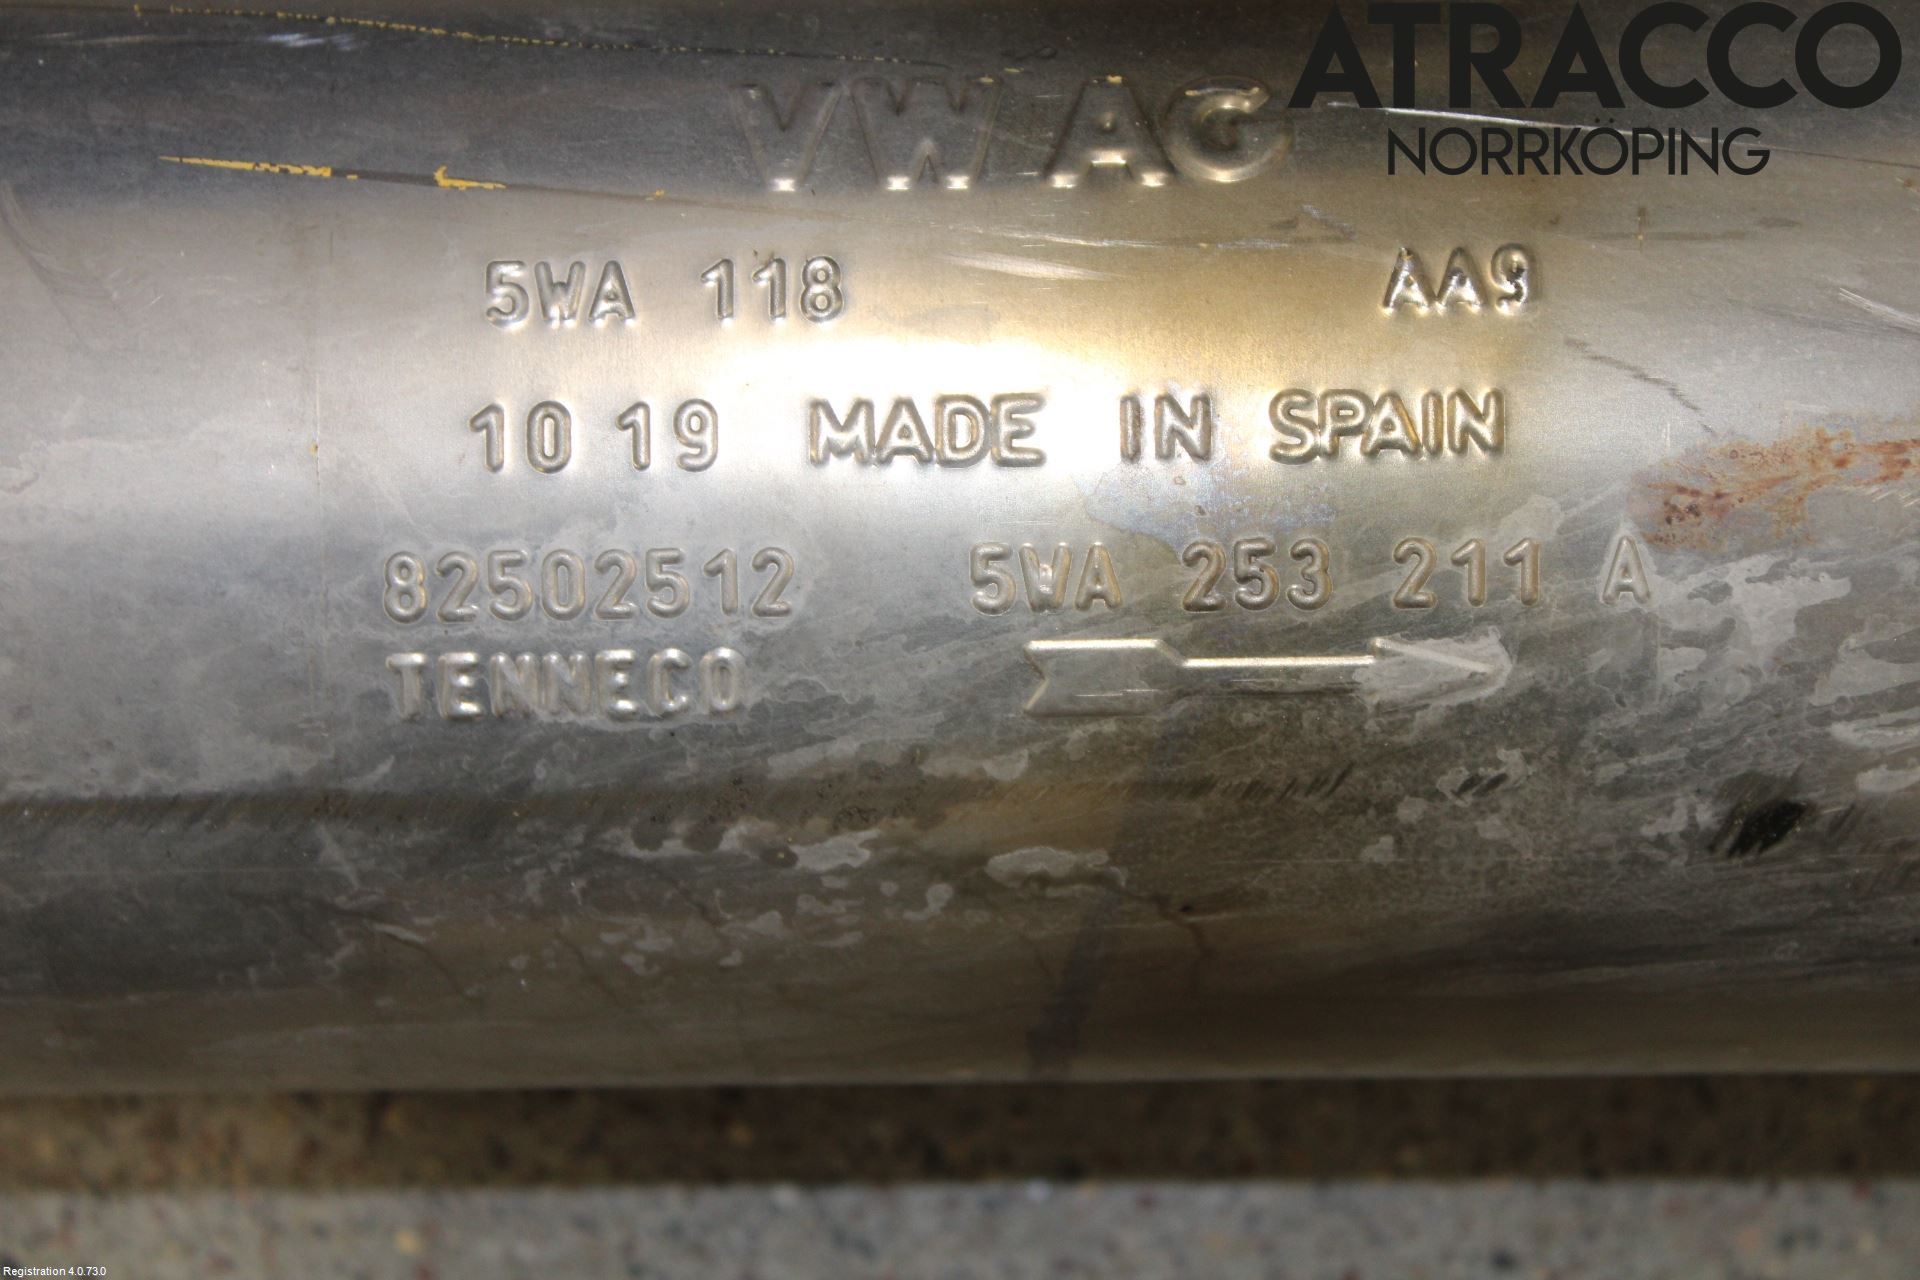 ATRACCO
NORRKÖPING
VW AG
5WA 118 AA9
10 19 MADE IN SPAIN
82502512 5WA 253 211 A
TENNECO
Registration 4.0.73.0